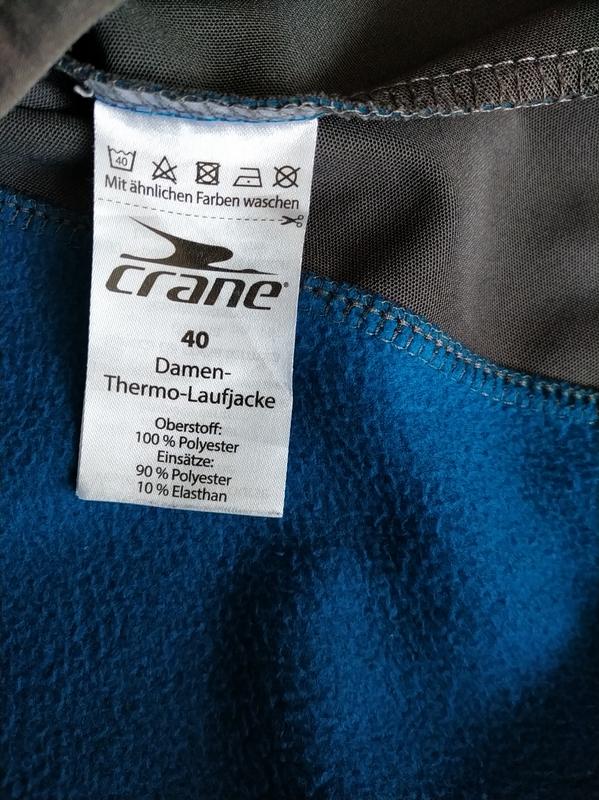 40
Mit ähnlichen Farben waschen
crane®
40
Damen-
Thermo-Laufjacke
Oberstoff:
100 % Polyester
Einsätze:
90 % Polyester
10 % Elasthan